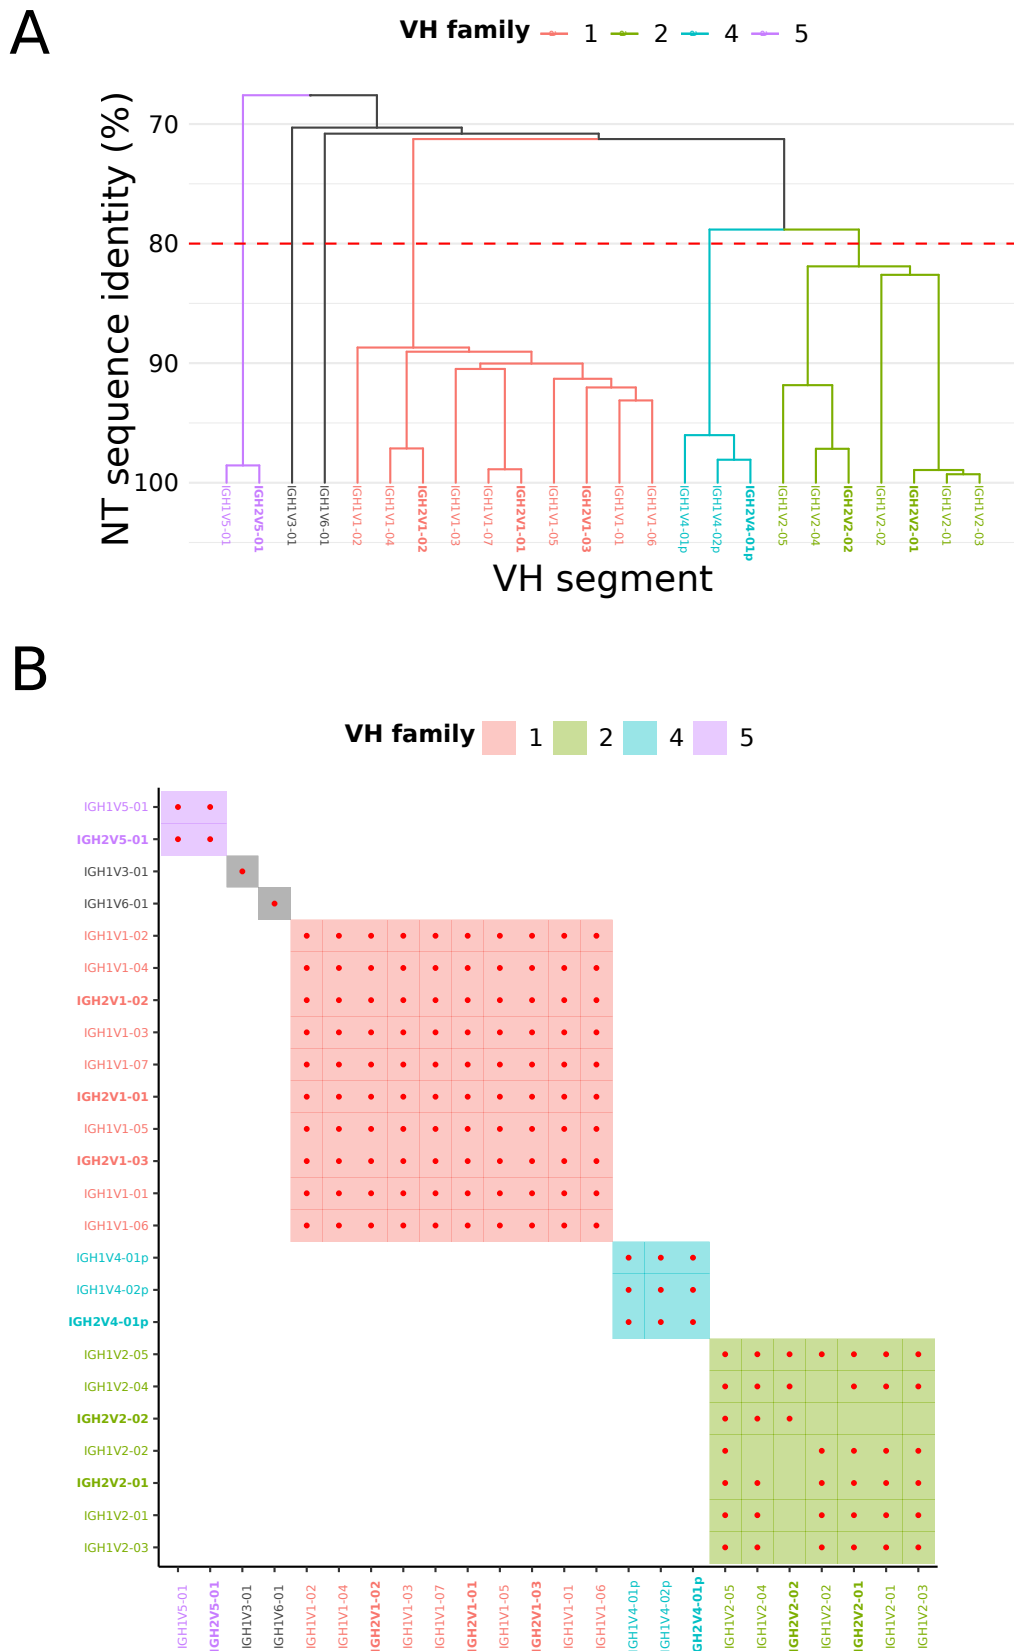 A
VH family 1 2 4 5
NT sequence identity (%)
70
80
90
100
IGH1V5-01
IGH2V5-01
IGH1V3-01
IGH1V6-01
IGH1V1-02
IGH1V1-04
IGH2V1-02
IGH1V1-03
IGH1V1-07
IGH2V1-01
IGH1V1-05
IGH2V1-03
IGH1V1-01
IGH1V1-06
IGH1V4-01p
IGH1V4-02p
IGH2V4-01p
IGH1V2-05
IGH1V2-04
IGH2V2-02
IGH1V2-02
IGH2V2-01
IGH1V2-01
IGH1V2-03
VH segment
B
VH family 1 2 4 5
IGH1V5-01
IGH2V5-01
IGH1V3-01
IGH1V6-01
IGH1V1-02
IGH1V1-04
IGH2V1-02
IGH1V1-03
IGH1V1-07
IGH2V1-01
IGH1V1-05
IGH2V1-03
IGH1V1-01
IGH1V1-06
IGH1V4-01p
IGH1V4-02p
IGH2V4-01p
IGH1V2-05
IGH1V2-04
IGH2V2-02
IGH1V2-02
IGH2V2-01
IGH1V2-01
IGH1V2-03
IGH1V5-01
IGH2V5-01
IGH1V3-01
IGH1V6-01
IGH1V1-02
IGH1V1-04
IGH2V1-02
IGH1V1-03
IGH1V1-07
IGH2V1-01
IGH1V1-05
IGH2V1-03
IGH1V1-01
IGH1V1-06
IGH1V4-01p
IGH1V4-02p
IGH2V4-01p
IGH1V2-05
IGH1V2-04
IGH2V2-02
IGH1V2-02
IGH2V2-01
IGH1V2-01
IGH1V2-03